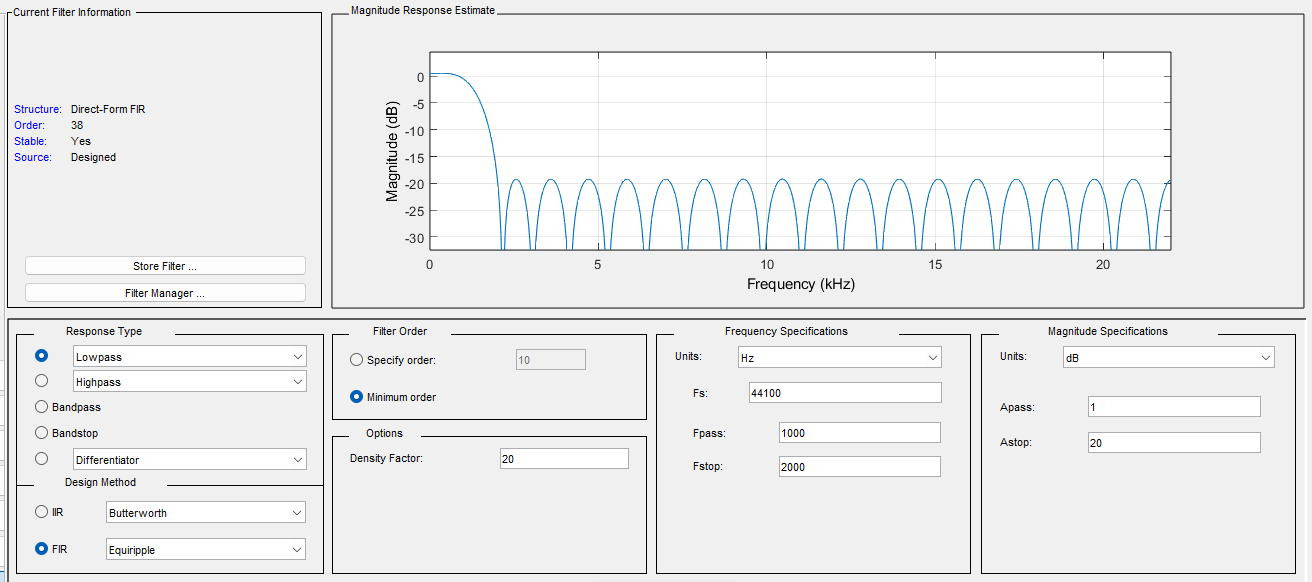 Current Filter Information
Structure: Direct-Form FIR
Order: 38
Stable: Yes
Source: Designed
Store Filter ...
Filter Manager ...
Magnitude Response Estimate
Magnitude (dB)
0
-5
-10
-15
-20
-25
-30
0 5 10 15 20
Frequency (kHz)
Response Type
Lowpass
Highpass
Bandpass
Bandstop
Differentiator
Design Method
IIR Butterworth
FIR Equiripple
Filter Order
Specify order: 10
Minimum order
Options
Density Factor: 20
Frequency Specifications
Units: Hz
Fs: 44100
Fpass: 1000
Fstop: 2000
Magnitude Specifications
Units: dB
Apass: 1
Astop: 20